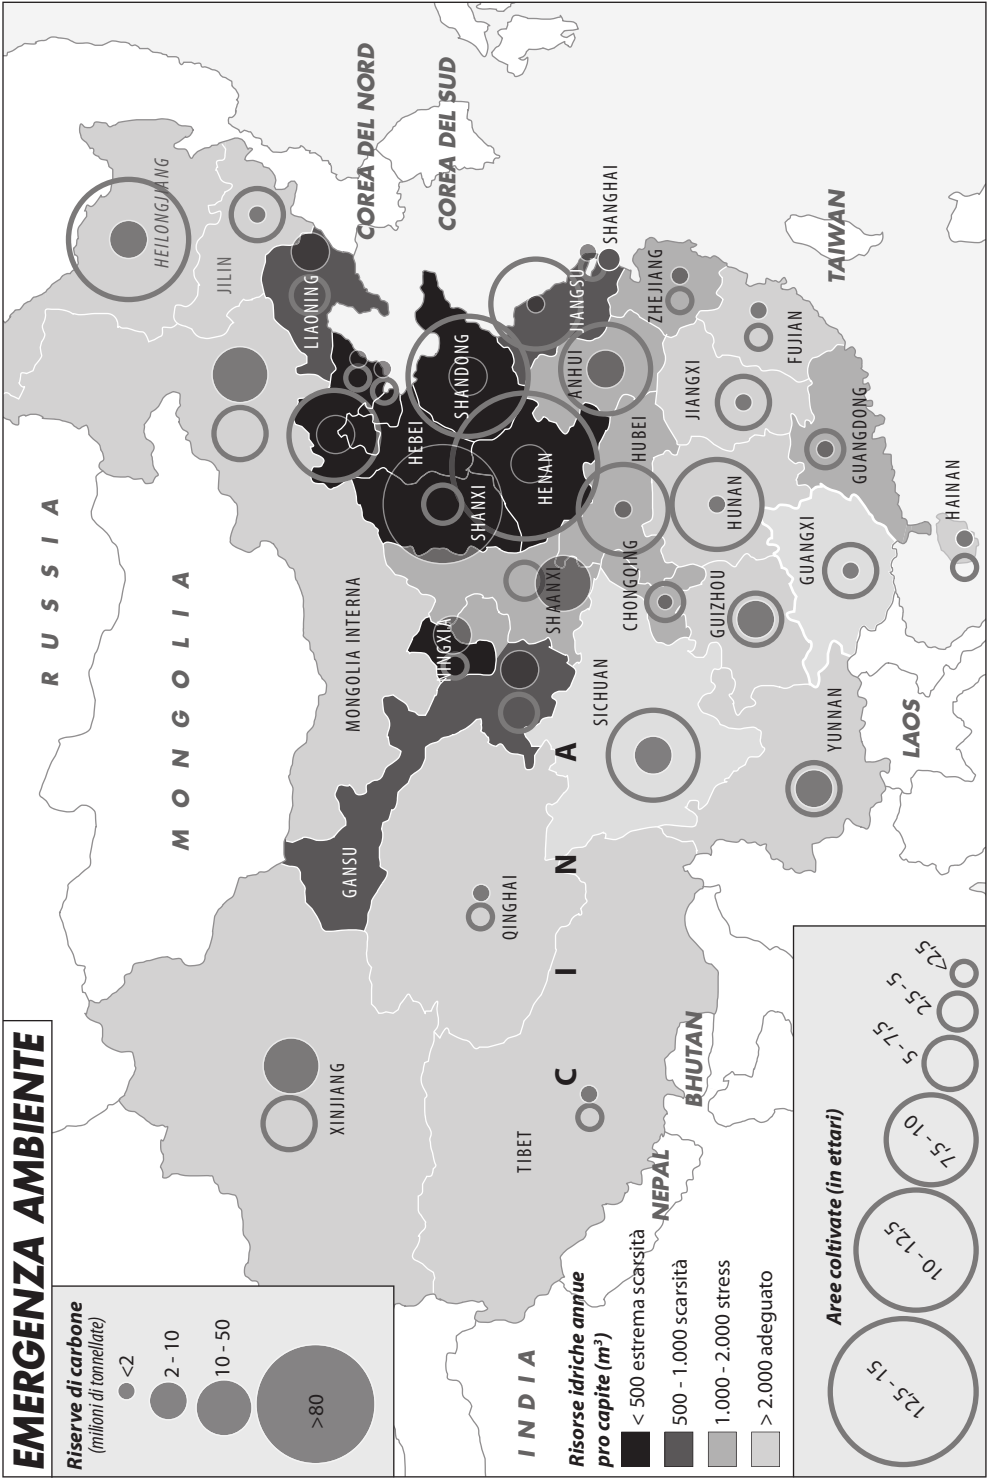 EMERGENZA AMBIENTE
Riserve di carbone
(milioni di tonnellate)
<2
2 - 10
10 - 50
>80
Risorse idriche annue
pro capite (m³)
< 500 estrema scarsità
500 - 1.000 scarsità
1.000 - 2.000 stress
> 2.000 adeguato
Aree coltivate (in ettari)
12,5 - 15
10 - 12,5
7,5 - 10
5 - 7,5
2,5 - 5
<2,5
RUSSIA
MONGOLIA
CINA
INDIA
NEPAL
BHUTAN
LAOS
TAIWAN
COREA DEL NORD
COREA DEL SUD
XINJIANG
TIBET
QINGHAI
GANSU
MONGOLIA INTERNA
NINGXIA
SHAANXI
SICHUAN
YUNNAN
CHONGQING
GUIZHOU
GUANGXI
HAINAN
HUNAN
HUBEI
HENAN
SHANXI
HEBEI
SHANDONG
ANHUI
JIANGSU
SHANGHAI
ZHEJIANG
JIANGXI
FUJIAN
GUANGDONG
LIAONING
JILIN
HEILONGJIANG